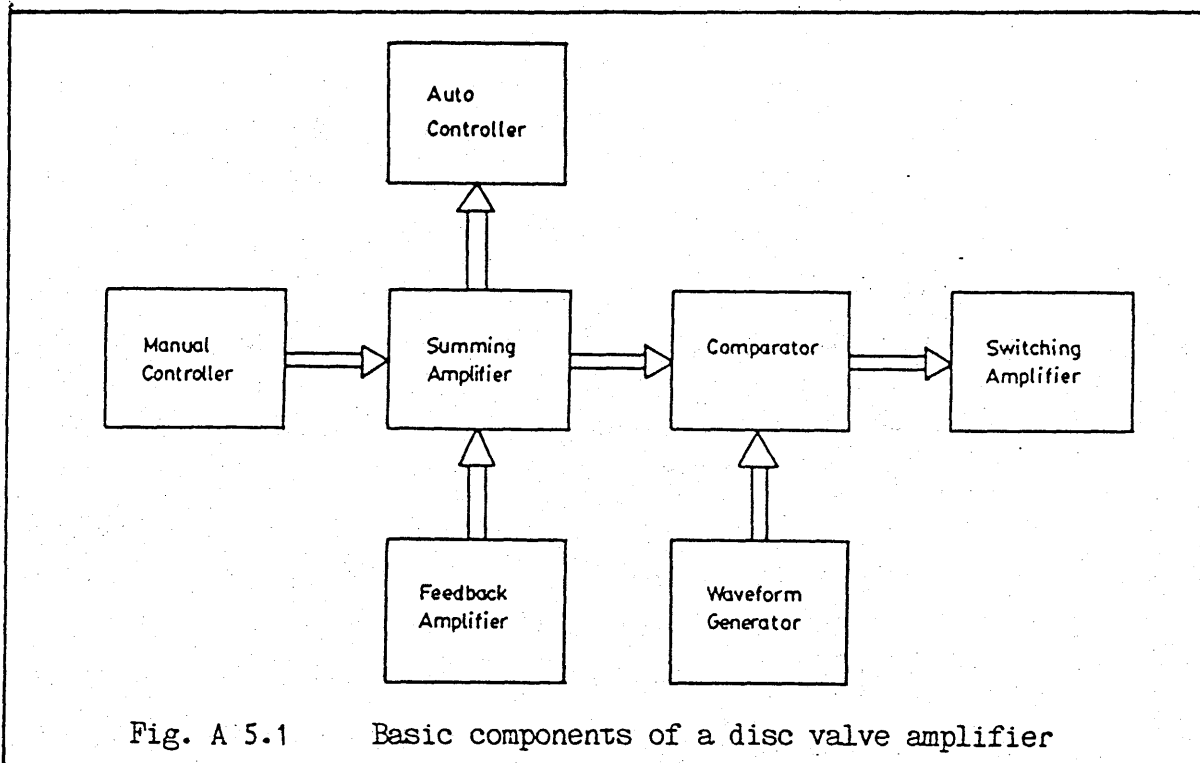 Auto
Controller
Manual
Controller
Summing
Amplifier
Comparator
Switching
Amplifier
Feedback
Amplifier
Waveform
Generator
Fig. A 5.1 Basic components of a disc valve amplifier